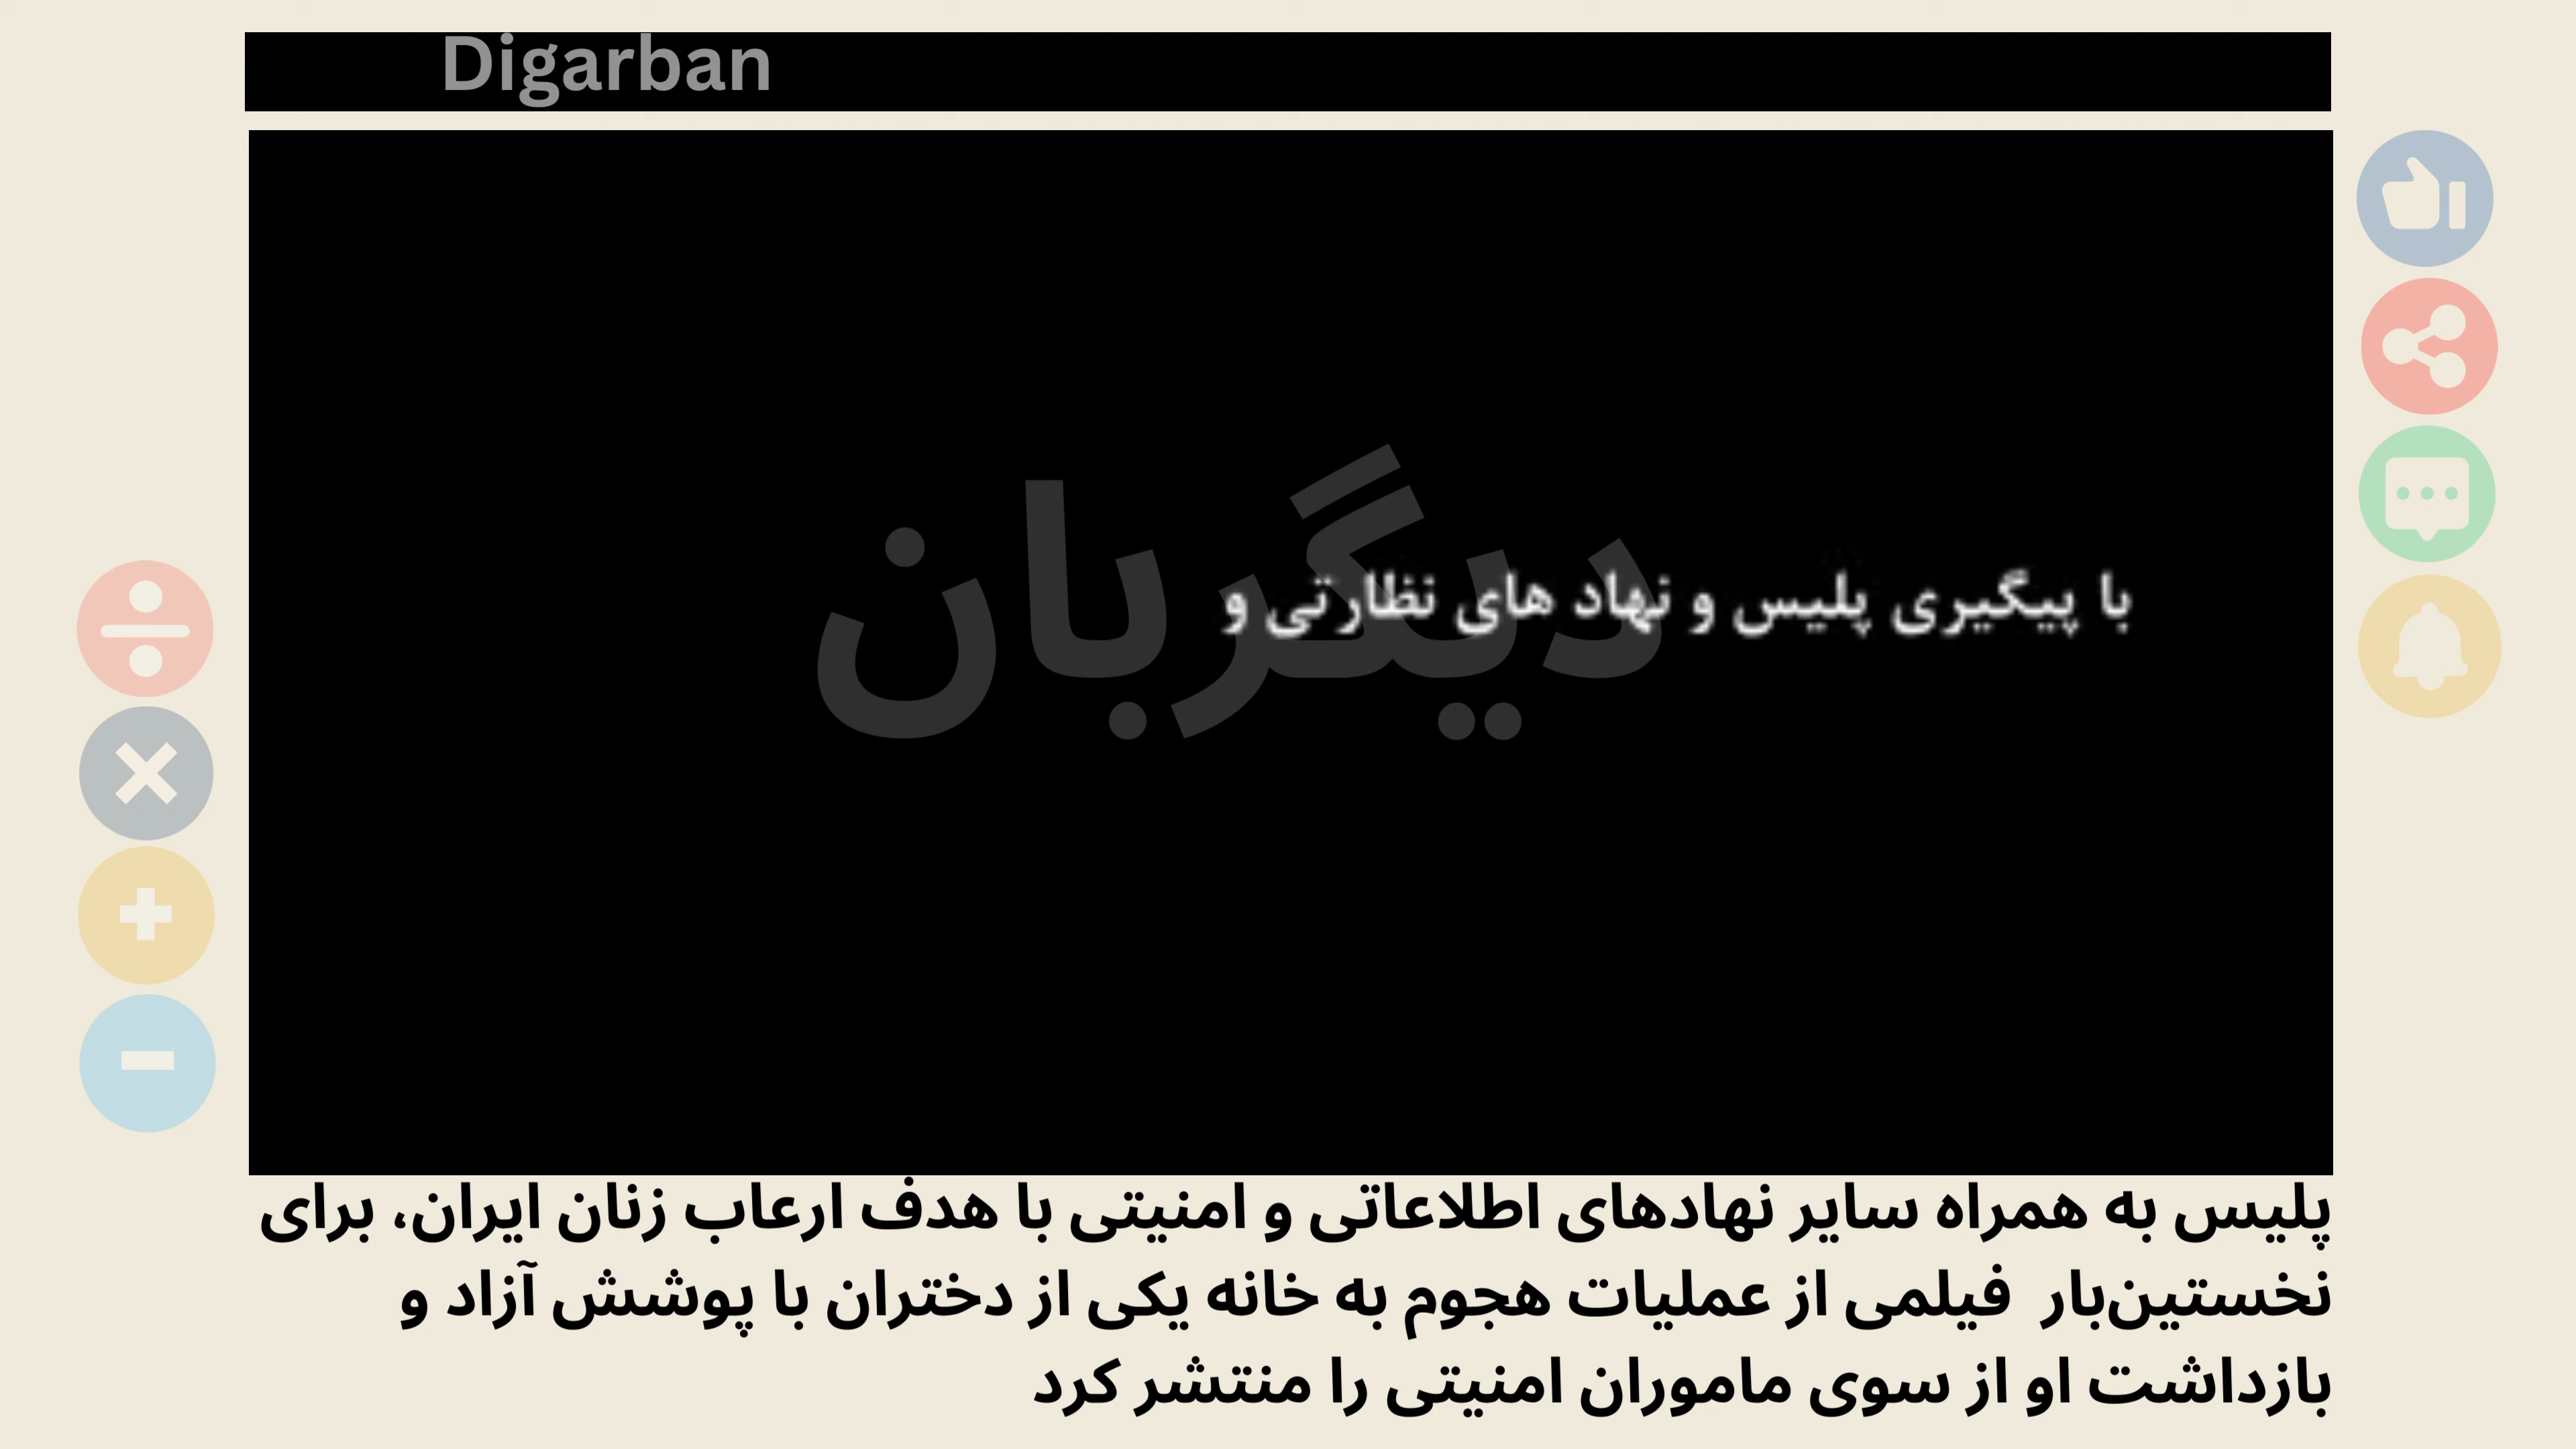 Digarban
دیگربان
با پیگیری پلیس و نهاد های نظارتی و
پلیس به همراه سایر نهادهای اطلاعاتی و امنیتی با هدف ارعاب زنان ایران، برای
نخستین‌بار فیلمی از عملیات هجوم به خانه یکی از دختران با پوشش آزاد و
بازداشت او از سوی ماموران امنیتی را منتشر کرد